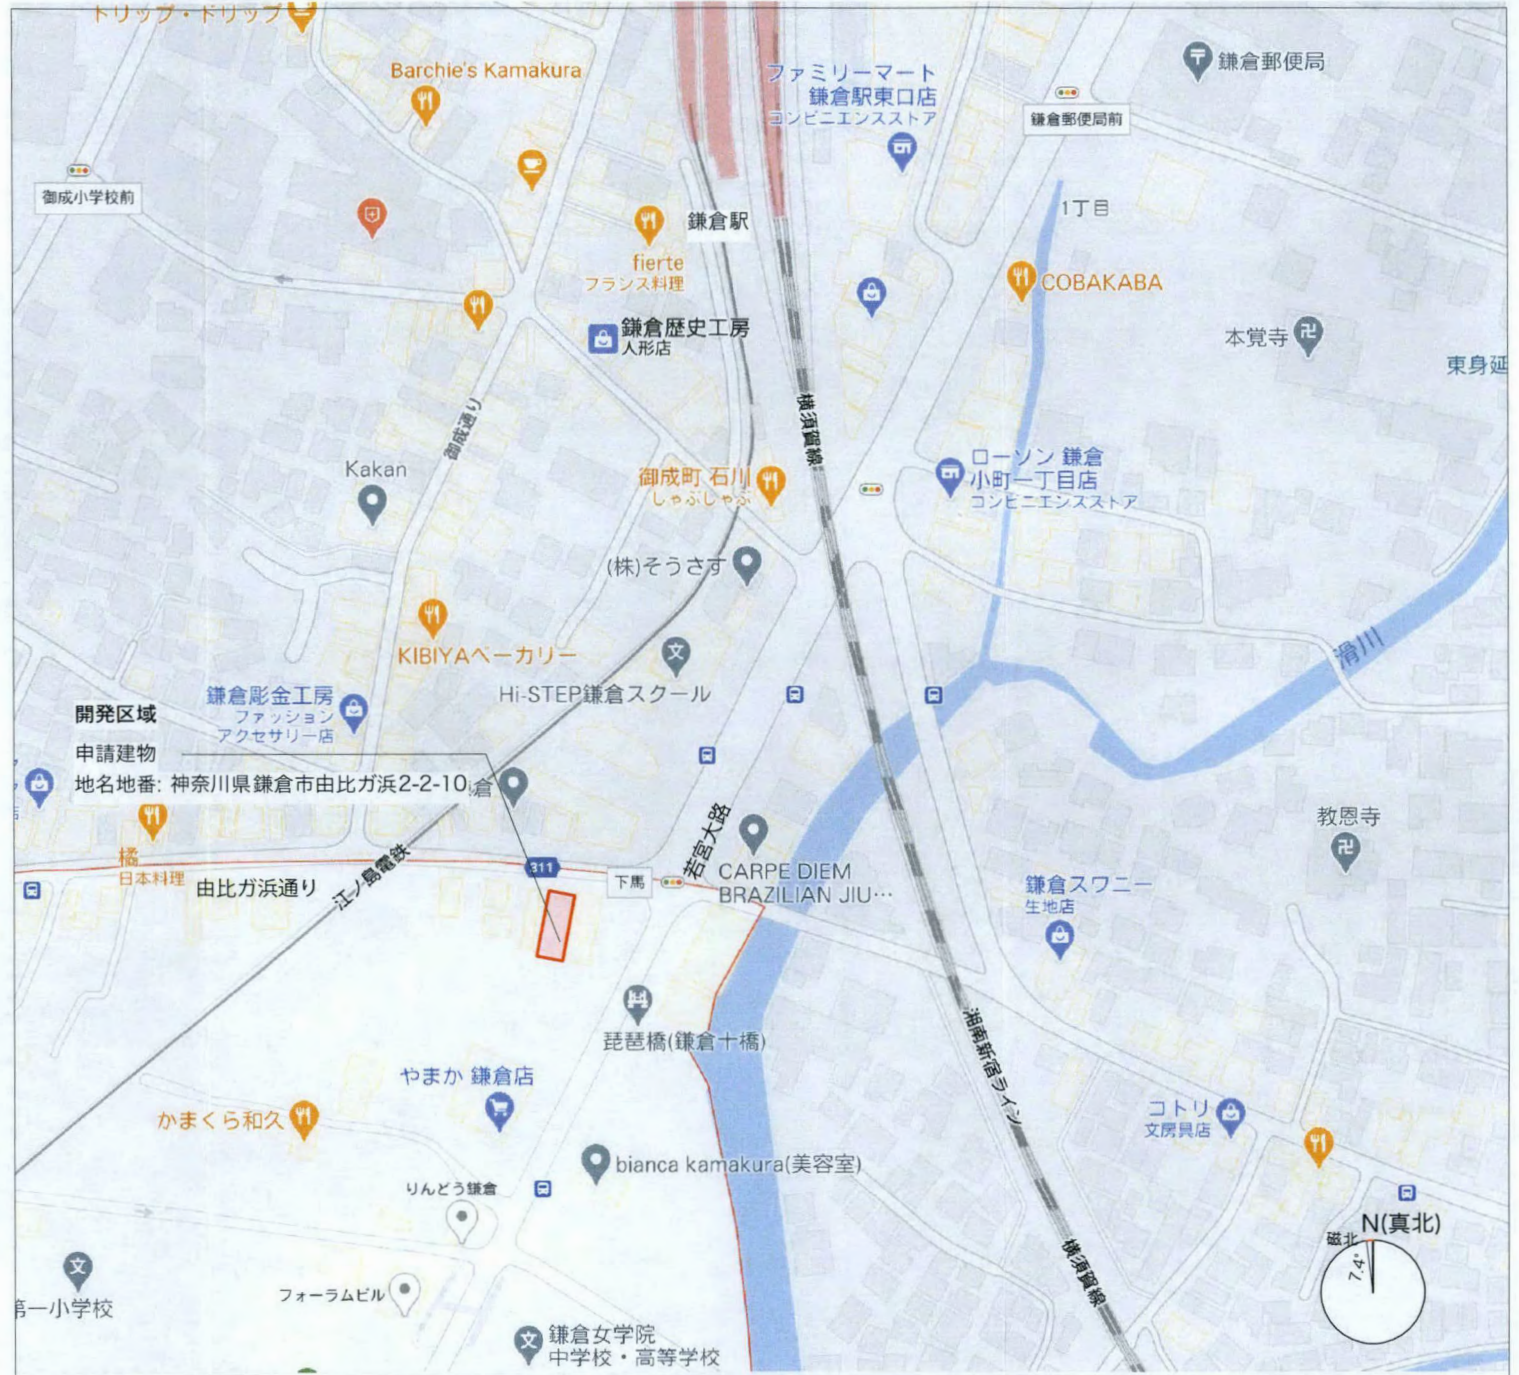 トリップ・ドリップ
Barchie's Kamakura
ファミリーマート
鎌倉駅東口店
コンビニエンスストア
鎌倉郵便局
鎌倉郵便局前
御成小学校前
1丁目
鎌倉駅
fierte
フランス料理
COBAKABA
鎌倉歴史工房
人形店
本覚寺
東身延
御成通り
横須賀線
Kakan
御成町 石川
しゃぶしゃぶ
ローソン 鎌倉
小町一丁目店
コンビニエンスストア
(株)そうさす
KIBIYAベーカリー
滑川
Hi-STEP鎌倉スクール
鎌倉彫金工房
ファッション
アクセサリー店
開発区域
申請建物
地名地番: 神奈川県鎌倉市由比ガ浜2-2-10
倉
店
橘
日本料理
由比ガ浜通り
江ノ島電鉄
311
下馬
若宮大路
CARPE DIEM
BRAZILIAN JIU…
教恩寺
鎌倉スワニー
生地店
琵琶橋(鎌倉十橋)
湘南新宿ライン
やまか 鎌倉店
かまくら和久
コトリ
文房具店
bianca kamakura(美容室)
りんどう鎌倉
N(真北)
磁北
7.4°
横須賀線
フォーラムビル
第一小学校
鎌倉女学院
中学校・高等学校